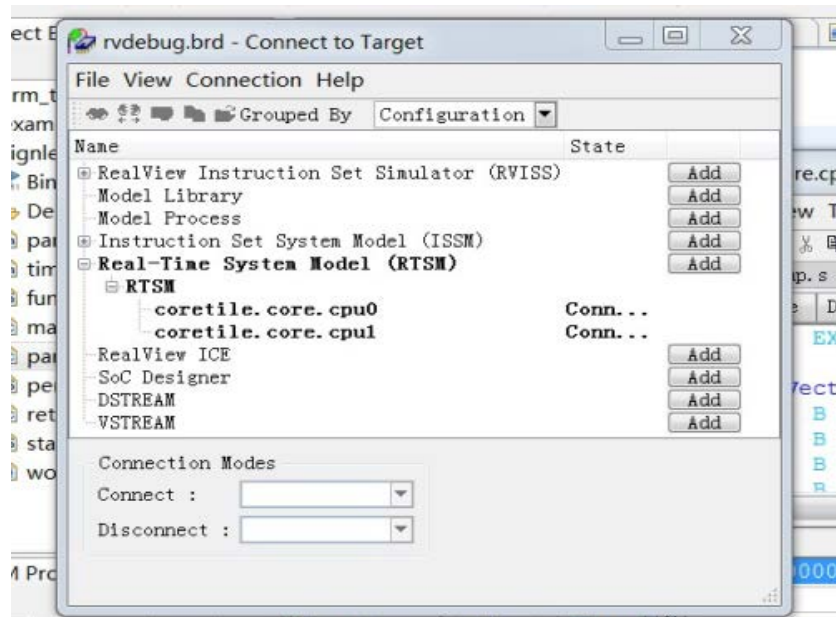 rvdebug.brd - Connect to Target
File View Connection Help
Grouped By Configuration
Name State
RealView Instruction Set Simulator (RVISS) Add
Model Library Add
Model Process Add
Instruction Set System Model (ISSM) Add
Real-Time System Model (RTSM) Add
RTSM
coretile.core.cpu0 Conn...
coretile.core.cpu1 Conn...
RealView ICE Add
SoC Designer Add
DSTREAM Add
VSTREAM Add
Connection Modes
Connect :
Disconnect :